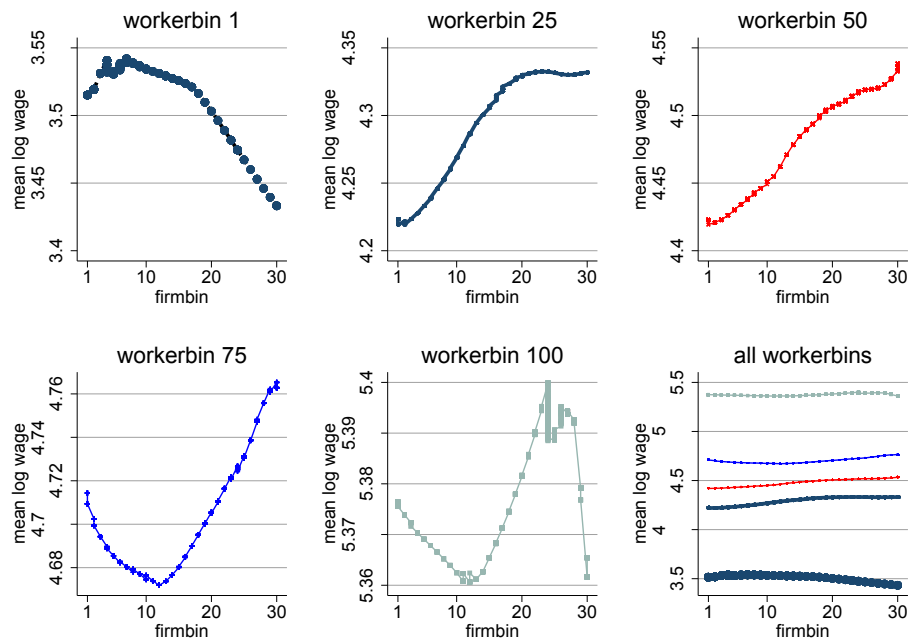 workerbin 1
mean log wage
3.55
3.5
3.45
3.4
1 10 20 30
firmbin
workerbin 25
mean log wage
4.35
4.3
4.25
4.2
1 10 20 30
firmbin
workerbin 50
mean log wage
4.55
4.5
4.45
4.4
1 10 20 30
firmbin
workerbin 75
mean log wage
4.76
4.74
4.72
4.7
4.68
1 10 20 30
firmbin
workerbin 100
mean log wage
5.4
5.39
5.38
5.37
5.36
1 10 20 30
firmbin
all workerbins
mean log wage
5.5
5
4.5
4
3.5
1 10 20 30
firmbin